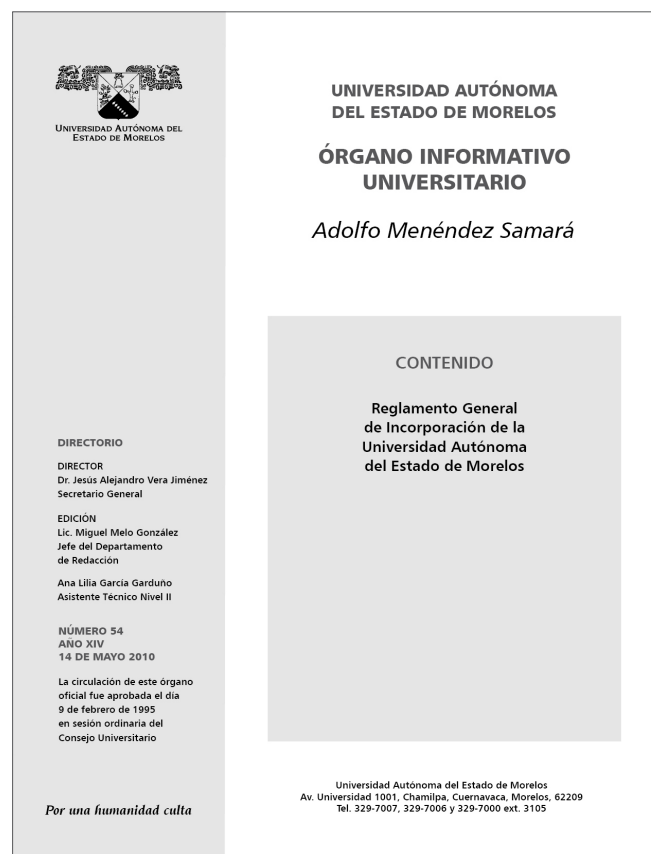 UNIVERSIDAD AUTÓNOMA DEL
ESTADO DE MORELOS
UNIVERSIDAD AUTÓNOMA
DEL ESTADO DE MORELOS
ÓRGANO INFORMATIVO
UNIVERSITARIO
Adolfo Menéndez Samará
CONTENIDO
Reglamento General
de Incorporación de la
Universidad Autónoma
del Estado de Morelos
DIRECTORIO
DIRECTOR
Dr. Jesús Alejandro Vera Jiménez
Secretario General
EDICIÓN
Lic. Miguel Melo González
Jefe del Departamento
de Redacción
Ana Lilia García Garduño
Asistente Técnico Nivel II
NÚMERO 54
AÑO XIV
14 DE MAYO 2010
La circulación de este órgano
oficial fue aprobada el día
9 de febrero de 1995
en sesión ordinaria del
Consejo Universitario
Por una humanidad culta
Universidad Autónoma del Estado de Morelos
Av. Universidad 1001, Chamilpa, Cuernavaca, Morelos, 62209
Tel. 329-7007, 329-7006 y 329-7000 ext. 3105